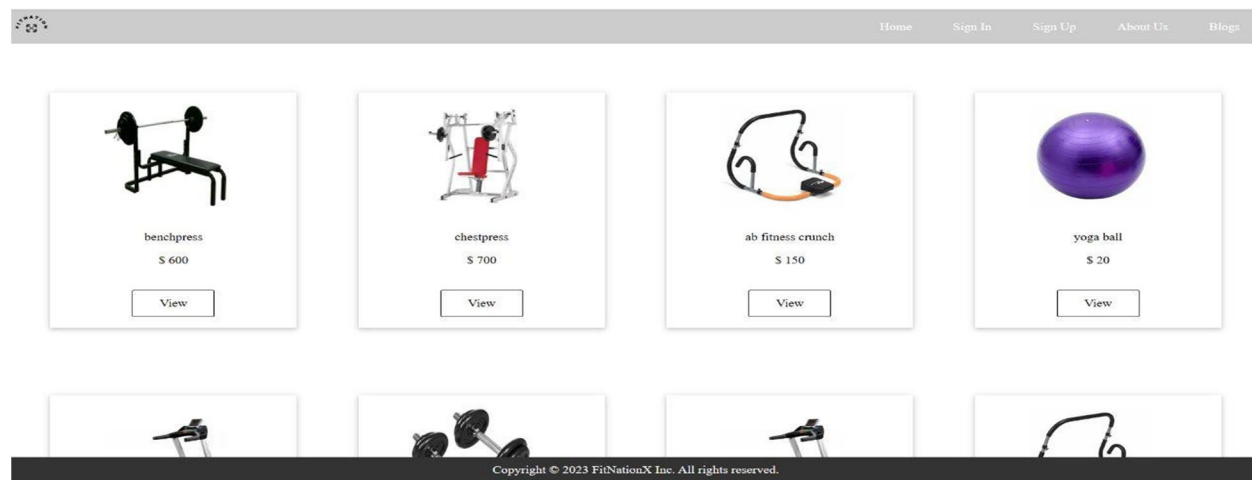 FITNATION
Home Sign In Sign Up About Us Blogs
benchpress chestpress ab fitness crunch yoga ball
$ 600 $ 700 $ 150 $ 20
View View View View
Copyright © 2023 FitNationX Inc. All rights reserved.